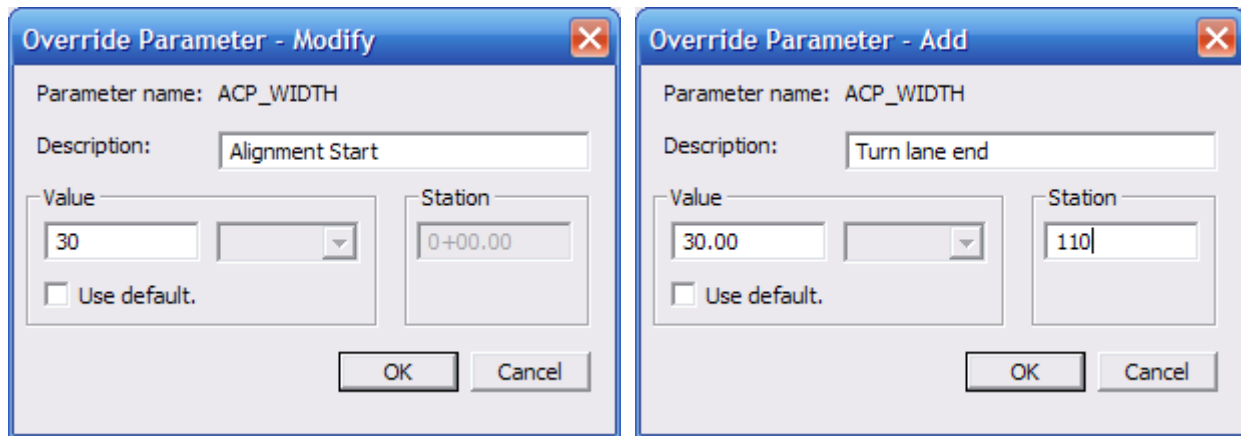 Override Parameter - Modify
Parameter name: ACP_WIDTH
Description: Alignment Start
Value Station
30 0+00.00
Use default.
OK Cancel
Override Parameter - Add
Parameter name: ACP_WIDTH
Description: Turn lane end
Value Station
30.00 110
Use default.
OK Cancel